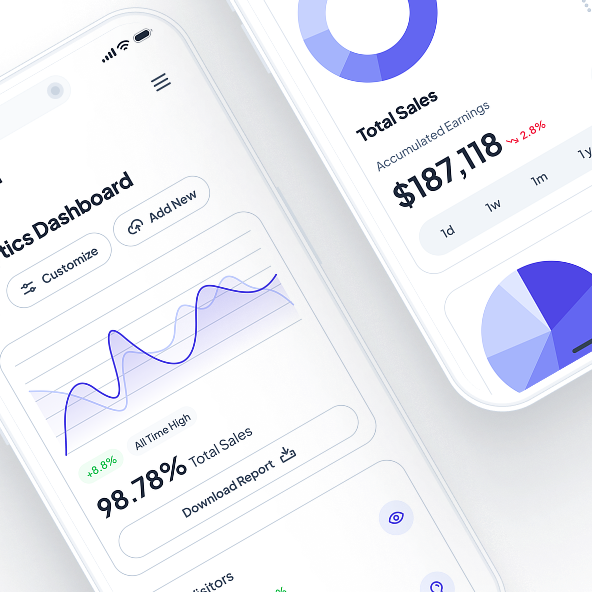 tics Dashboard
Customize
Add New
+8.8%
All Time High
98.78% Total Sales
Download Report
isitors
%
Total Sales
Accumulated Earnings
$187,118
2.8%
1d
1w
1m
1y